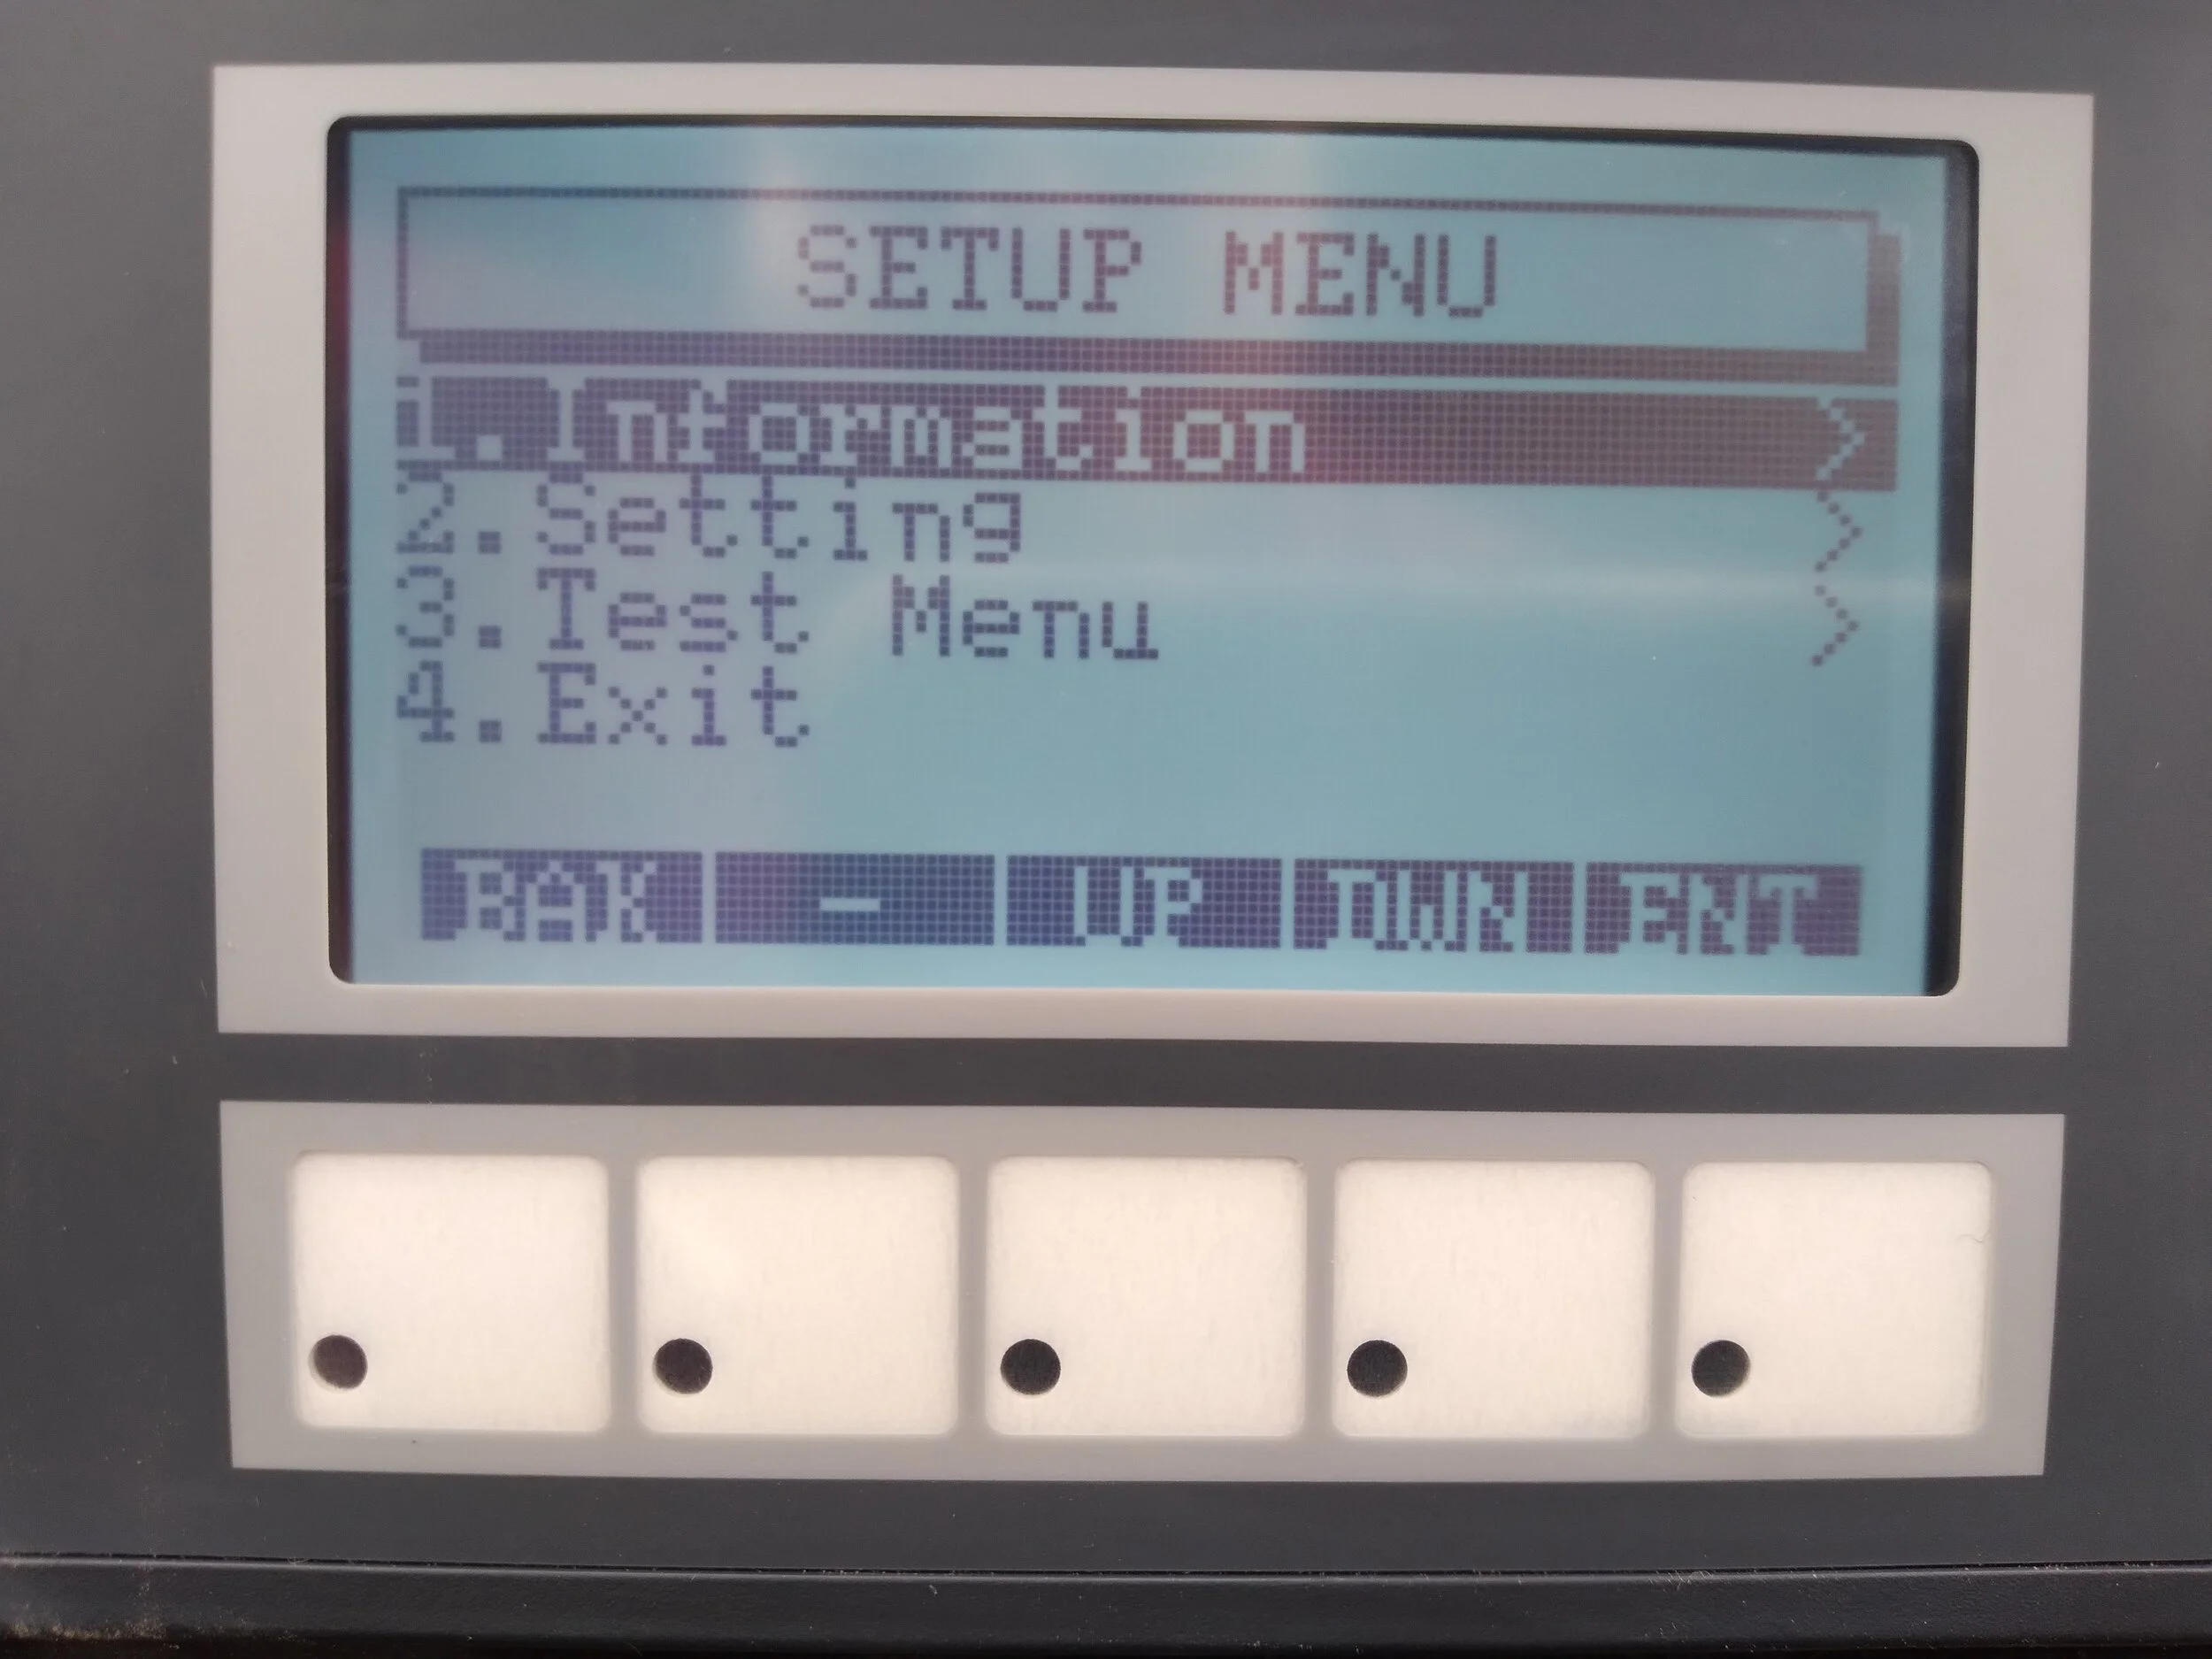 SETUP MENU
1.Information >
2.Setting >
3.Test Menu >
4.Exit
BAK - UP DWN ENT